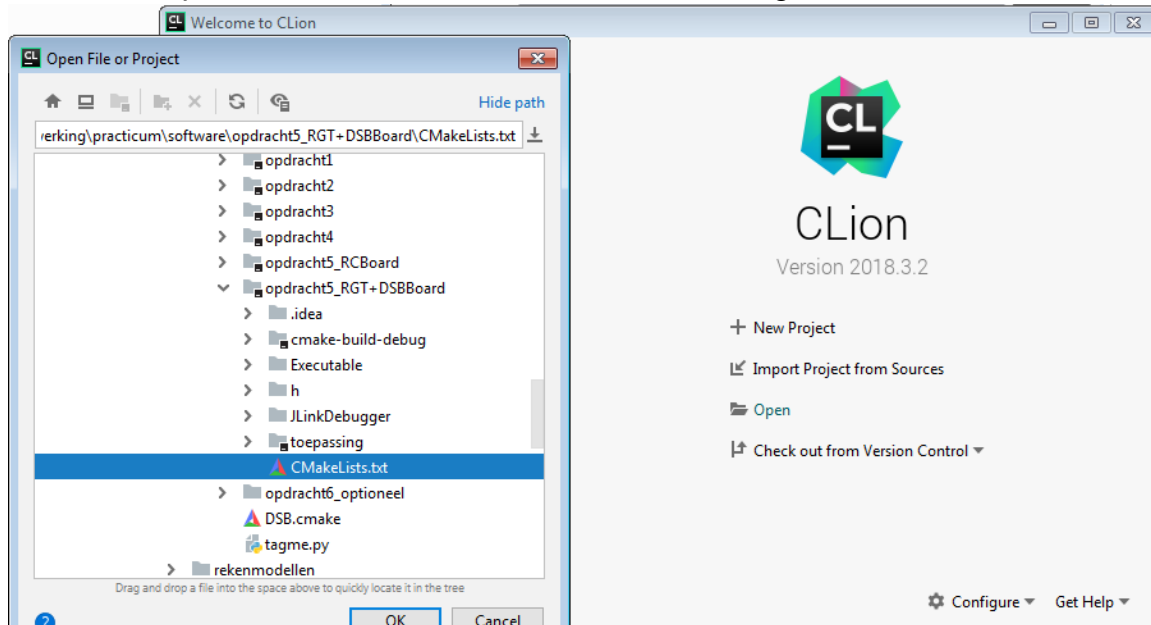 Welcome to CLion
Open File or Project
Hide path
erking\practicum\software\opdracht5_RGT+DSBBoard\CMakeLists.txt
opdracht1
opdracht2
opdracht3
opdracht4
opdracht5_RCBoard
opdracht5_RGT+DSBBoard
.idea
cmake-build-debug
Executable
h
JLinkDebugger
toepassing
CMakeLists.txt
opdracht6_optioneel
DSB.cmake
tagme.py
rekenmodellen
Drag and drop a file into the space above to quickly locate it in the tree
OK Cancel
CL
CLion
Version 2018.3.2
New Project
Import Project from Sources
Open
Check out from Version Control
Configure Get Help